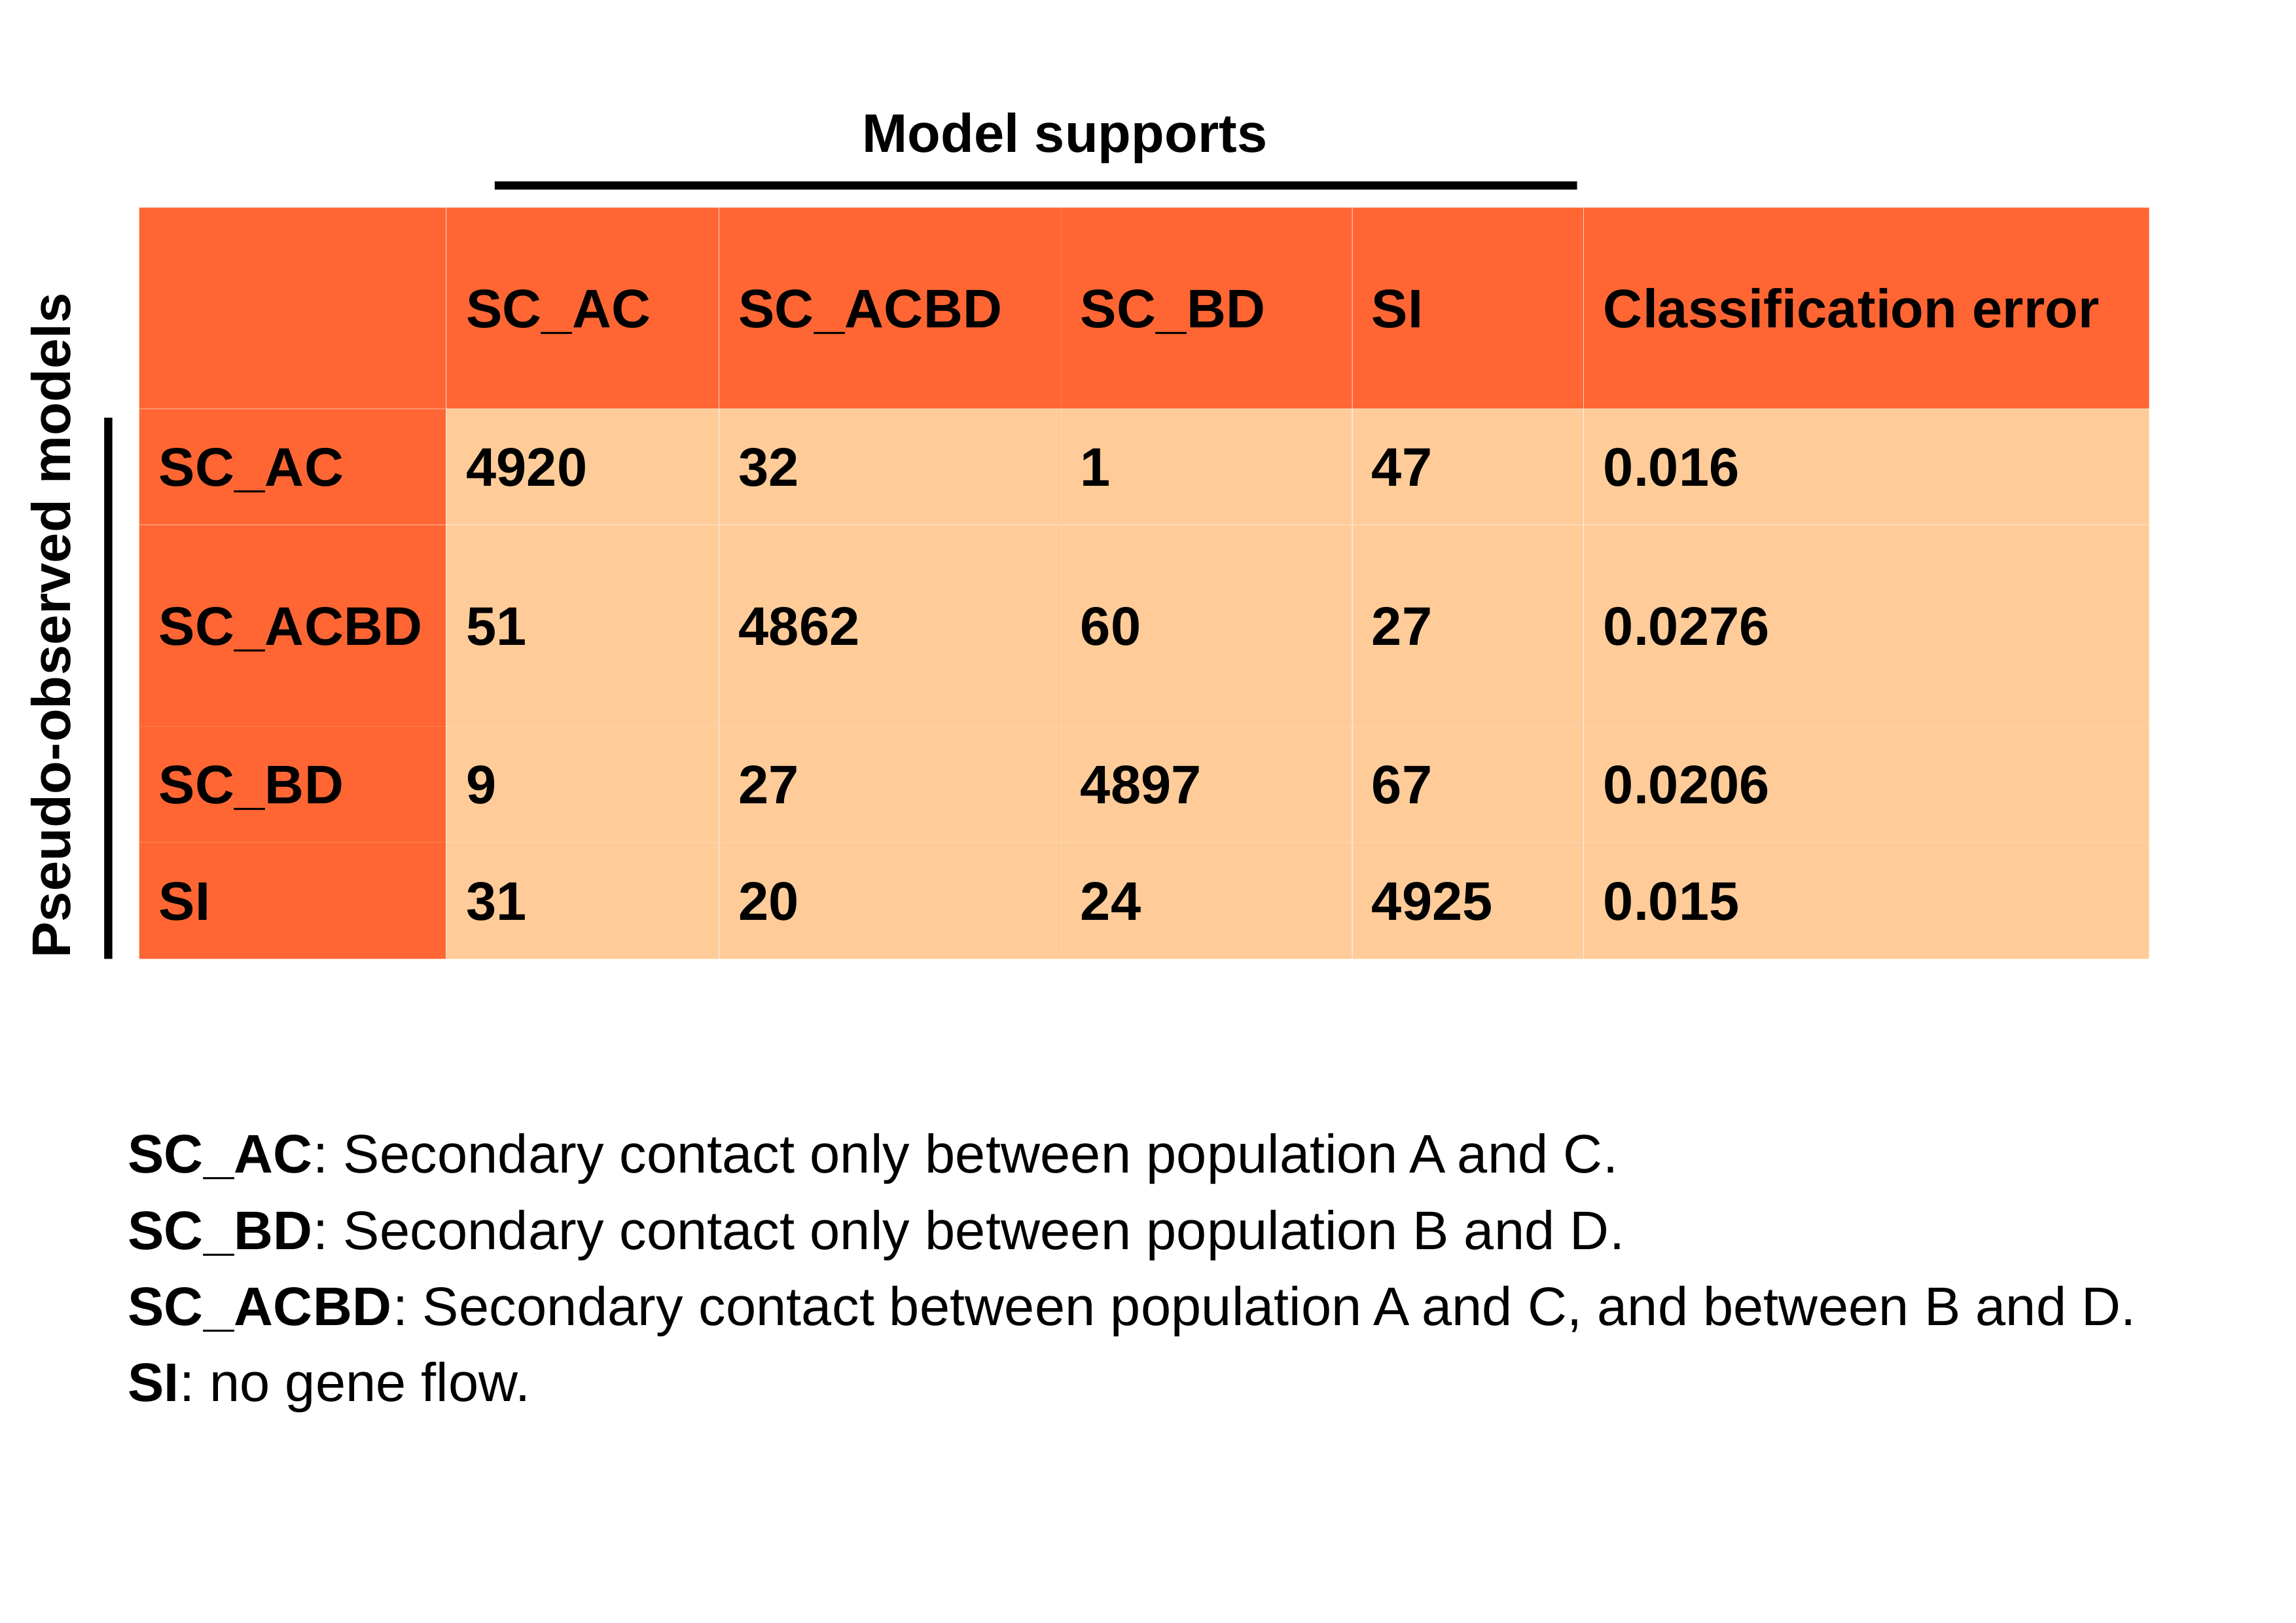 Model supports
Pseudo-observed models
SC_AC SC_ACBD SC_BD SI Classification error
SC_AC 4920 32 1 47 0.016
SC_ACBD 51 4862 60 27 0.0276
SC_BD 9 27 4897 67 0.0206
SI 31 20 24 4925 0.015
SC_AC: Secondary contact only between population A and C.
SC_BD: Secondary contact only between population B and D.
SC_ACBD: Secondary contact between population A and C, and between B and D.
SI: no gene flow.